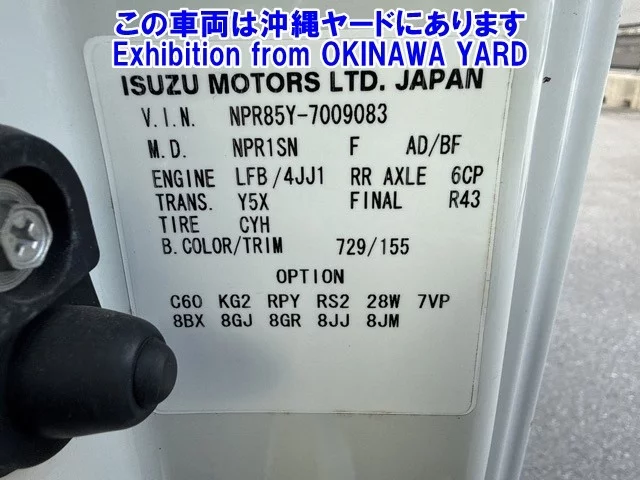 この車両は沖縄ヤードにあります
Exhibition from OKINAWA YARD
ISUZU MOTORS LTD. JAPAN
V.I.N. NPR85Y-7009083
M.D. NPR1SN F AD/BF
ENGINE LFB/4JJ1 RR AXLE 6CP
TRANS. Y5X FINAL R43
TIRE CYH
B.COLOR/TRIM 729/155
OPTION
C60 KG2 RPY RS2 28W 7VP
8BX 8GJ 8GR 8JJ 8JM